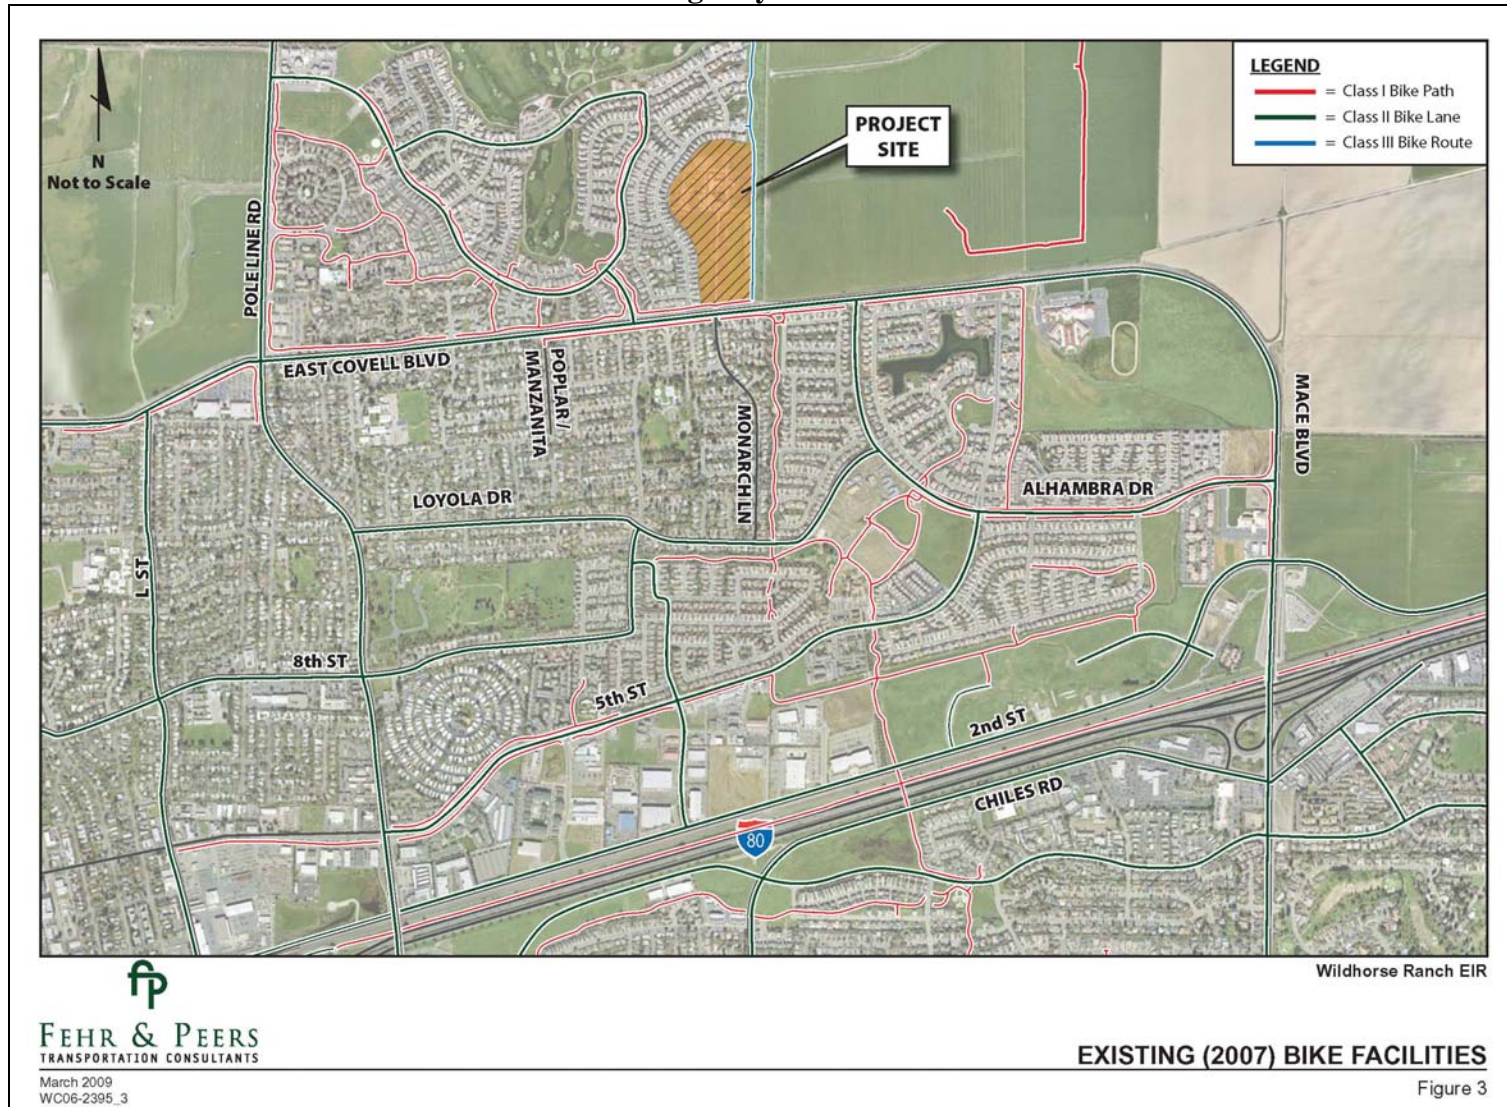 LEGEND
= Class I Bike Path
= Class II Bike Lane
= Class III Bike Route
PROJECT
SITE
N
Not to Scale
POLE LINE RD
EAST COVELL BLVD
POPLAR /
MANZANITA
MONARCH LN
MACE BLVD
LOYOLA DR
ALHAMBRA DR
L ST
8th ST
5th ST
2nd ST
CHILES RD
80
Wildhorse Ranch EIR
fp
FEHR & PEERS
TRANSPORTATION CONSULTANTS
EXISTING (2007) BIKE FACILITIES
March 2009
WC06-2395_3
Figure 3